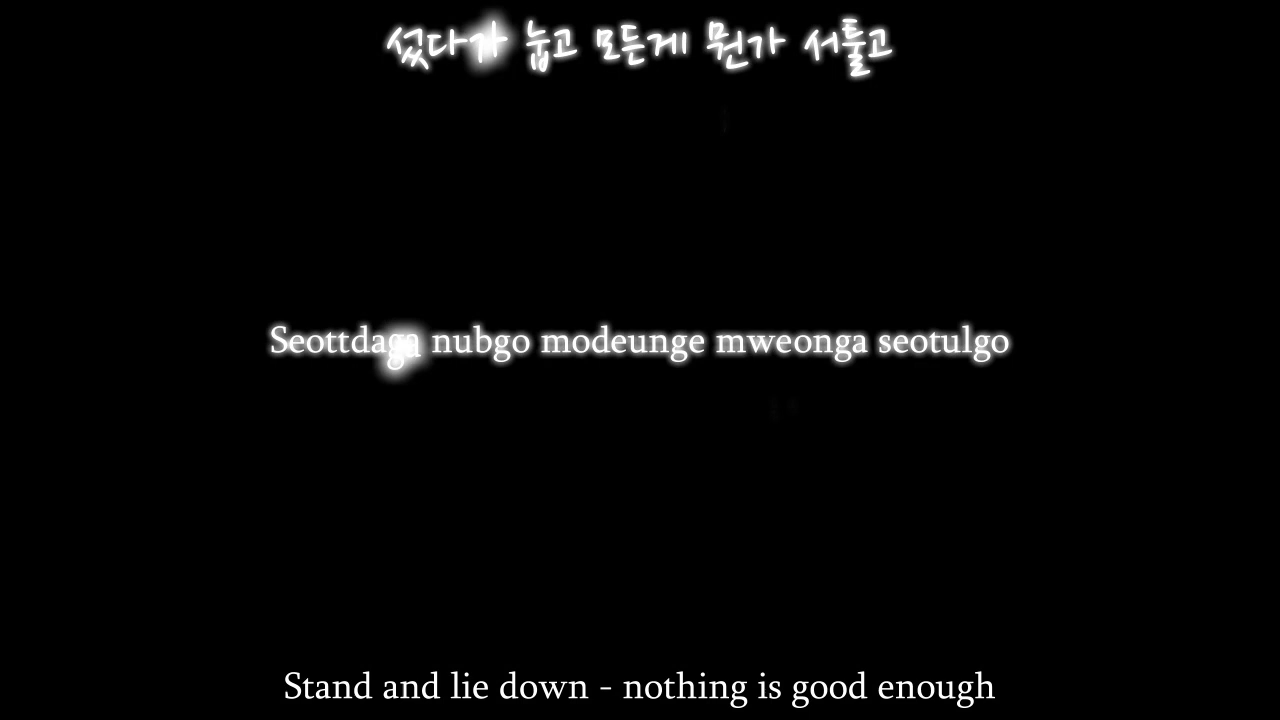 섰다가 눕고 모든게 뭔가 서툴고
Seottdaga nubgo modeunge mweonga seotulgo
Stand and lie down - nothing is good enough